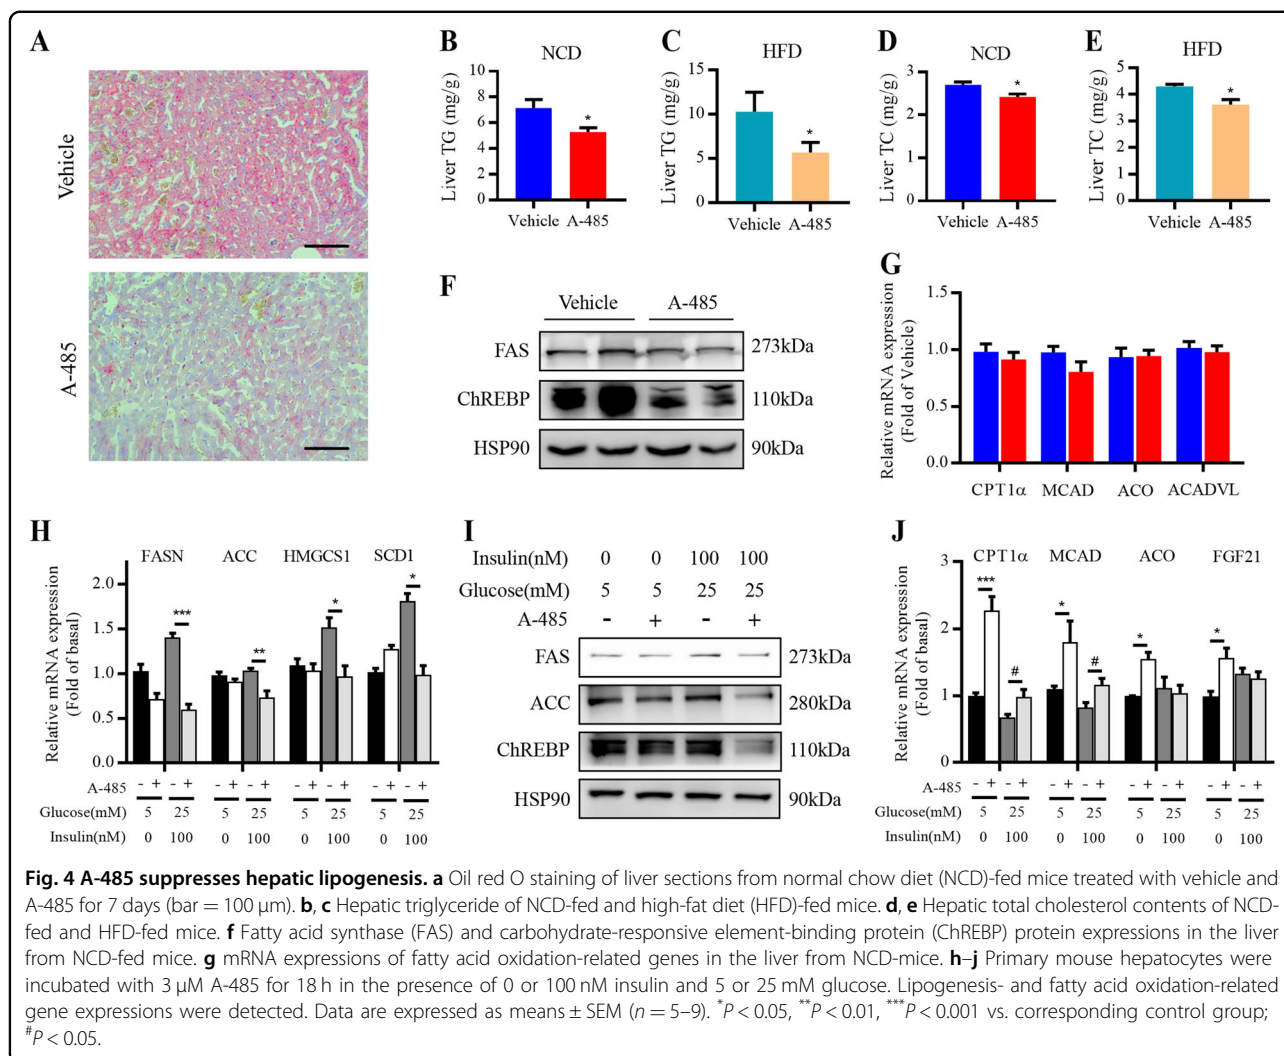 A
Vehicle
A-485
B
NCD
Liver TG (mg/g)
10
8
6
4
2
0
*
Vehicle A-485
C
HFD
Liver TG (mg/g)
15
10
5
0
*
Vehicle A-485
D
NCD
Liver TC (mg/g)
3
2
1
0
*
Vehicle A-485
E
HFD
Liver TC (mg/g)
5
4
3
2
1
0
*
Vehicle A-485
F
Vehicle A-485
FAS 273kDa
ChREBP 110kDa
HSP90 90kDa
G
Relative mRNA expression
(Fold of Vehicle)
1.5
1.0
0.5
0.0
CPT1α MCAD ACO ACADVL
H
FASN ACC HMGCS1 SCD1
Relative mRNA expression
(Fold of basal)
2.0
1.5
1.0
0.5
0.0
*** ** * *
A-485 - + - + - + - + - + - + - + - +
Glucose(mM) 5 25 5 25 5 25 5 25
Insulin(nM) 0 100 0 100 0 100 0 100
I
Insulin(nM) 0 0 100 100
Glucose(mM) 5 5 25 25
A-485 - + - +
FAS 273kDa
ACC 280kDa
ChREBP 110kDa
HSP90 90kDa
J
CPT1α MCAD ACO FGF21
Relative mRNA expression
(Fold of basal)
3
2
1
0
*** # * # * *
A-485 - + - + - + - + - + - + - + - +
Glucose(mM) 5 25 5 25 5 25 5 25
Insulin(nM) 0 100 0 100 0 100 0 100
Fig. 4 A-485 suppresses hepatic lipogenesis. a Oil red O staining of liver sections from normal chow diet (NCD)-fed mice treated with vehicle and
A-485 for 7 days (bar = 100 μm). b, c Hepatic triglyceride of NCD-fed and high-fat diet (HFD)-fed mice. d, e Hepatic total cholesterol contents of NCD-
fed and HFD-fed mice. f Fatty acid synthase (FAS) and carbohydrate-responsive element-binding protein (ChREBP) protein expressions in the liver
from NCD-fed mice. g mRNA expressions of fatty acid oxidation-related genes in the liver from NCD-mice. h–j Primary mouse hepatocytes were
incubated with 3 μM A-485 for 18 h in the presence of 0 or 100 nM insulin and 5 or 25 mM glucose. Lipogenesis- and fatty acid oxidation-related
gene expressions were detected. Data are expressed as means ± SEM (n = 5–9). *P < 0.05, **P < 0.01, ***P < 0.001 vs. corresponding control group;
#P < 0.05.